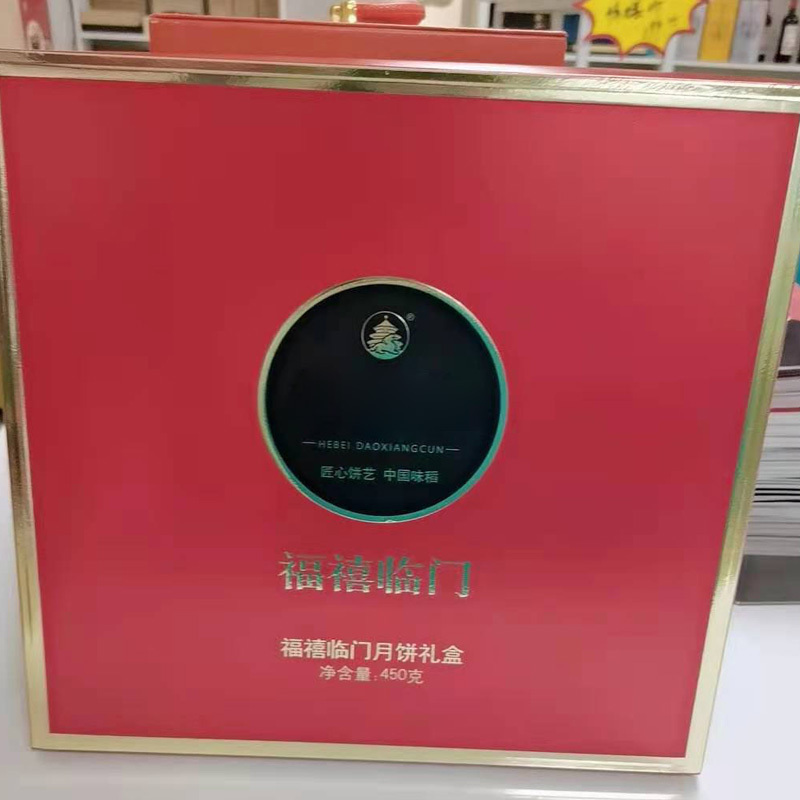 ®
HEBEI DAOXIANGCUN
匠心饼艺 中国味稻
福禧临门
福禧临门月饼礼盒
净含量:450克